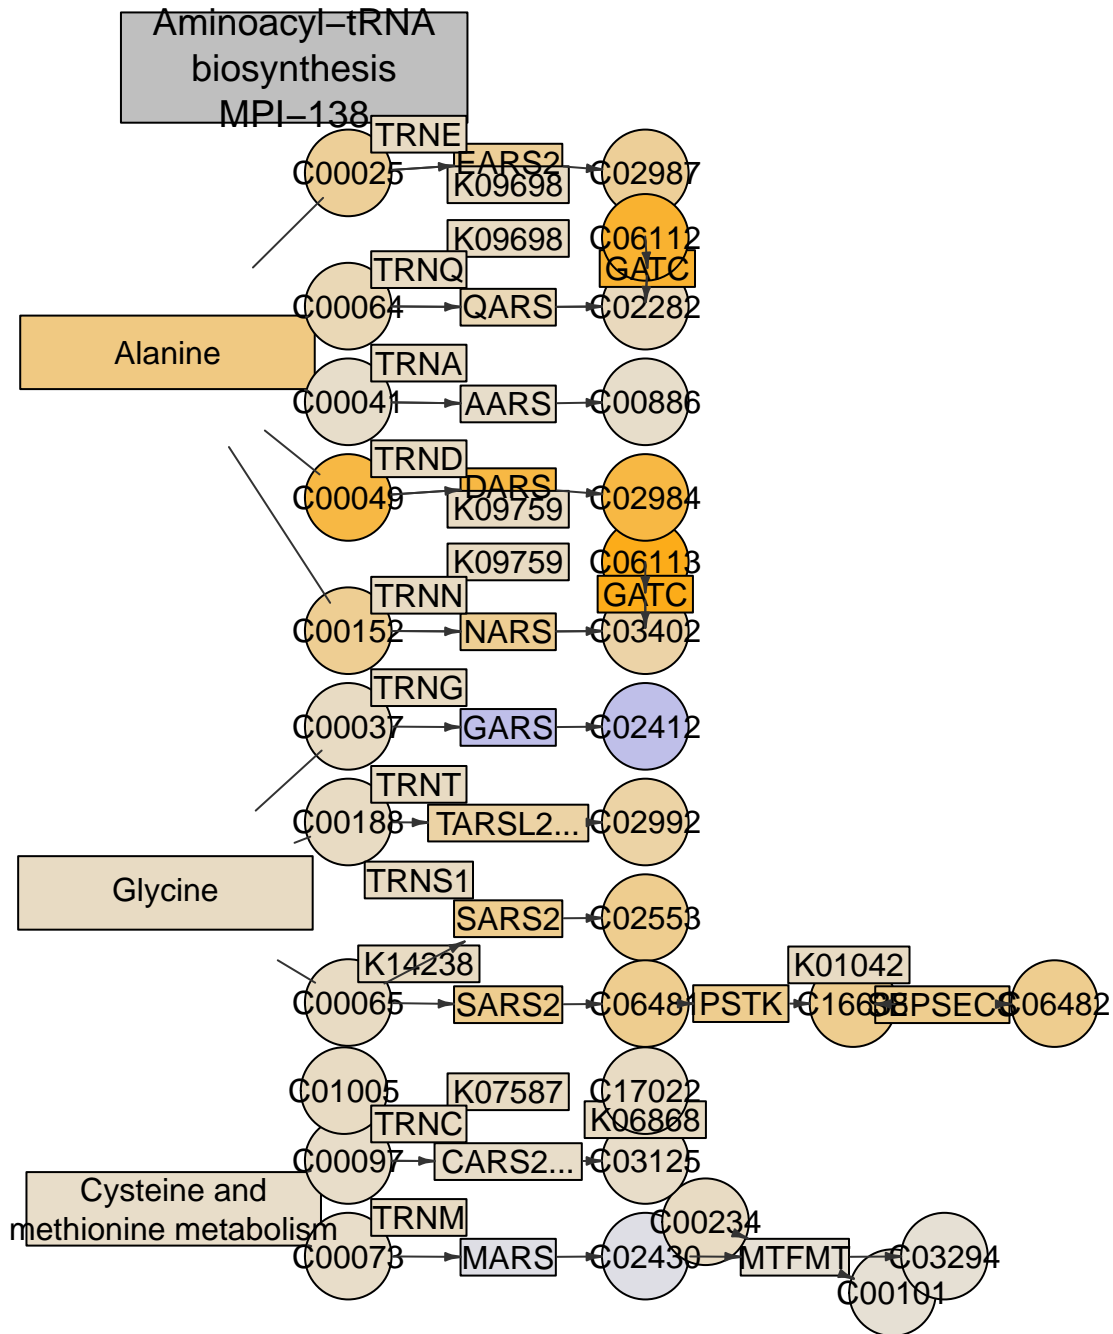 Aminoacyl−tRNA
biosynthesis
MPI−138
TRNE
C00025
EARS2
C02987
K09698
K09698
C06112
TRNQ
GATC
C00064
QARS
C02282
Alanine
TRNA
C00041
AARS
C00886
TRND
C00049
DARS
C02984
K09759
K09759
C06113
TRNN
GATC
C00152
NARS
C03402
TRNG
C00037
GARS
C02412
TRNT
C00188
TARSL2...
C02992
Glycine
TRNS1
SARS2
C02553
K14238
K01042
C00065
SARS2
C06481
PSTK
C16638
SEPSECS
C06482
C01005
K07587
C17022
TRNC
K06868
C00097
CARS2...
C03125
Cysteine and
methionine metabolism
TRNM
C00234
C00073
MARS
C02430
MTFMT
C03294
C00101